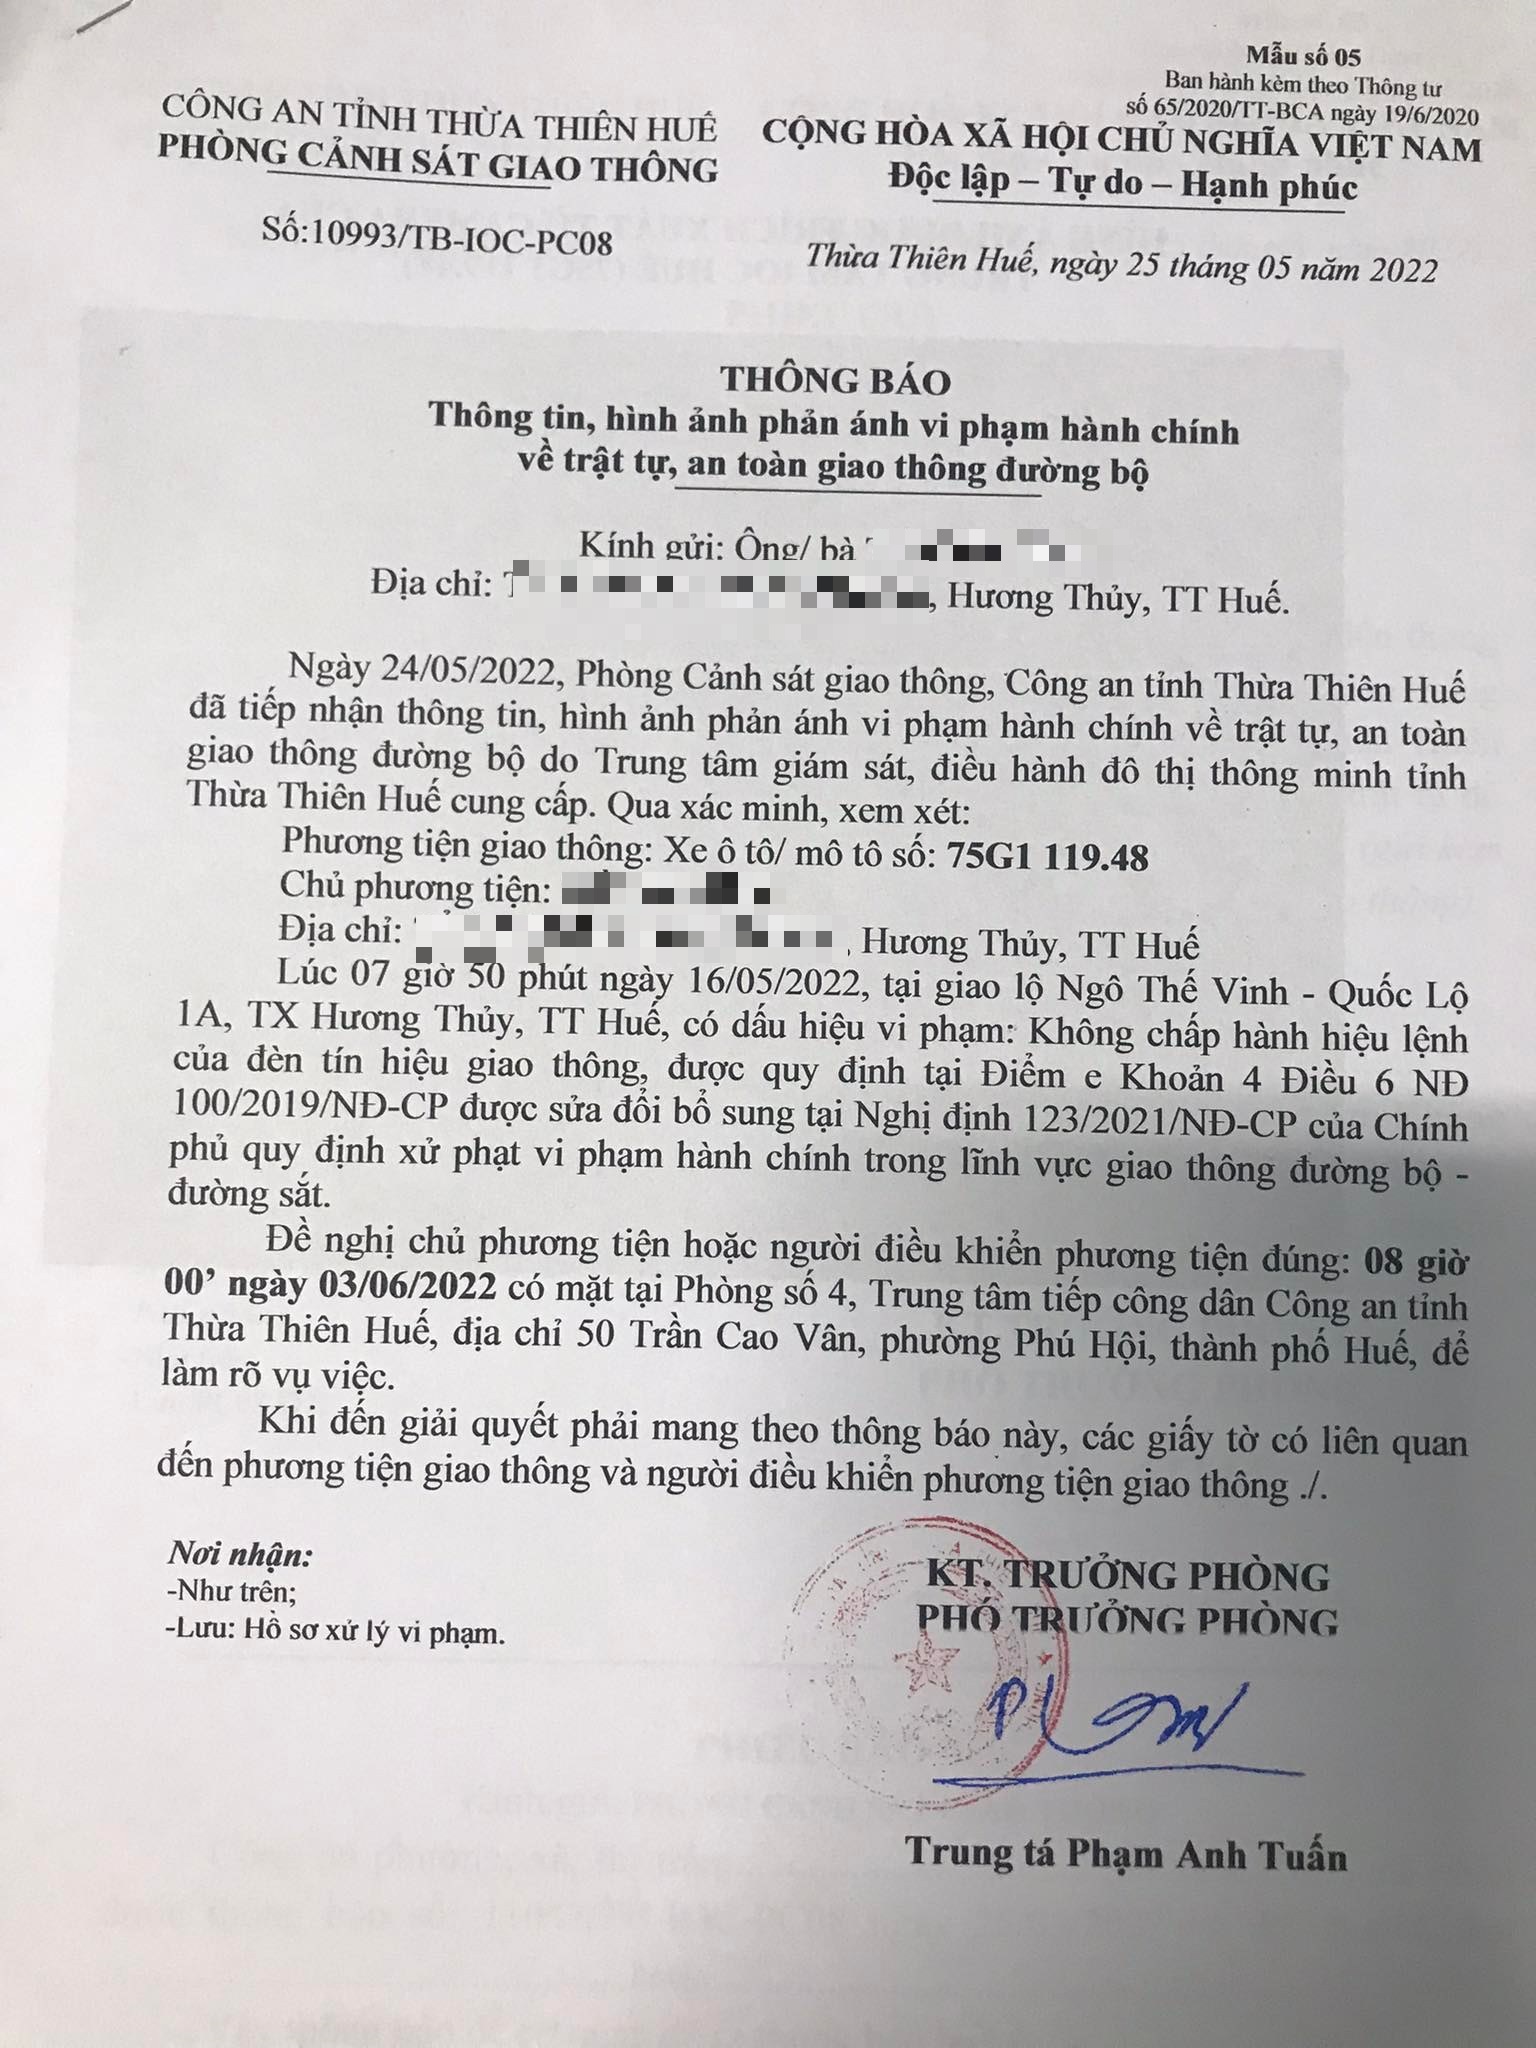 Mẫu số 05
Ban hành kèm theo Thông tư
số 65/2020/TT-BCA ngày 19/6/2020
CÔNG AN TỈNH THỪA THIÊN HUẾ
PHÒNG CẢNH SÁT GIAO THÔNG
CỘNG HÒA XÃ HỘI CHỦ NGHĨA VIỆT NAM
Độc lập – Tự do – Hạnh phúc
Số:10993/TB-IOC-PC08
Thừa Thiên Huế, ngày 25 tháng 05 năm 2022
THÔNG BÁO
Thông tin, hình ảnh phản ánh vi phạm hành chính
về trật tự, an toàn giao thông đường bộ
Kính gửi: Ông/ bà
Địa chỉ: , Hương Thủy, TT Huế.
Ngày 24/05/2022, Phòng Cảnh sát giao thông, Công an tỉnh Thừa Thiên Huế
đã tiếp nhận thông tin, hình ảnh phản ánh vi phạm hành chính về trật tự, an toàn
giao thông đường bộ do Trung tâm giám sát, điều hành đô thị thông minh tỉnh
Thừa Thiên Huế cung cấp. Qua xác minh, xem xét:
Phương tiện giao thông: Xe ô tô/ mô tô số: 75G1 119.48
Chủ phương tiện:
Địa chỉ: , Hương Thủy, TT Huế
Lúc 07 giờ 50 phút ngày 16/05/2022, tại giao lộ Ngô Thế Vinh - Quốc Lộ
1A, TX Hương Thủy, TT Huế, có dấu hiệu vi phạm: Không chấp hành hiệu lệnh
của đèn tín hiệu giao thông, được quy định tại Điểm e Khoản 4 Điều 6 NĐ
100/2019/NĐ-CP được sửa đổi bổ sung tại Nghị định 123/2021/NĐ-CP của Chính
phủ quy định xử phạt vi phạm hành chính trong lĩnh vực giao thông đường bộ -
đường sắt.
Đề nghị chủ phương tiện hoặc người điều khiển phương tiện đúng: 08 giờ
00’ ngày 03/06/2022 có mặt tại Phòng số 4, Trung tâm tiếp công dân Công an tỉnh
Thừa Thiên Huế, địa chỉ 50 Trần Cao Vân, phường Phú Hội, thành phố Huế, để
làm rõ vụ việc.
Khi đến giải quyết phải mang theo thông báo này, các giấy tờ có liên quan
đến phương tiện giao thông và người điều khiển phương tiện giao thông ./.
Nơi nhận:
-Như trên;
-Lưu: Hồ sơ xử lý vi phạm.
KT. TRƯỞNG PHÒNG
PHÓ TRƯỞNG PHÒNG
Trung tá Phạm Anh Tuấn